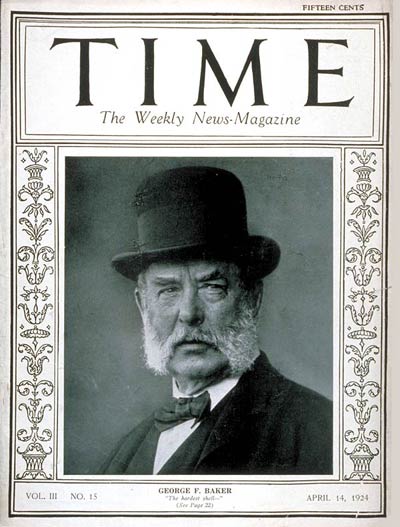 FIFTEEN CENTS
TIME
The Weekly News-Magazine
VOL. III NO. 15
GEORGE F. BAKER
"The hardest shell—"
(See Page 22)
APRIL 14, 1924